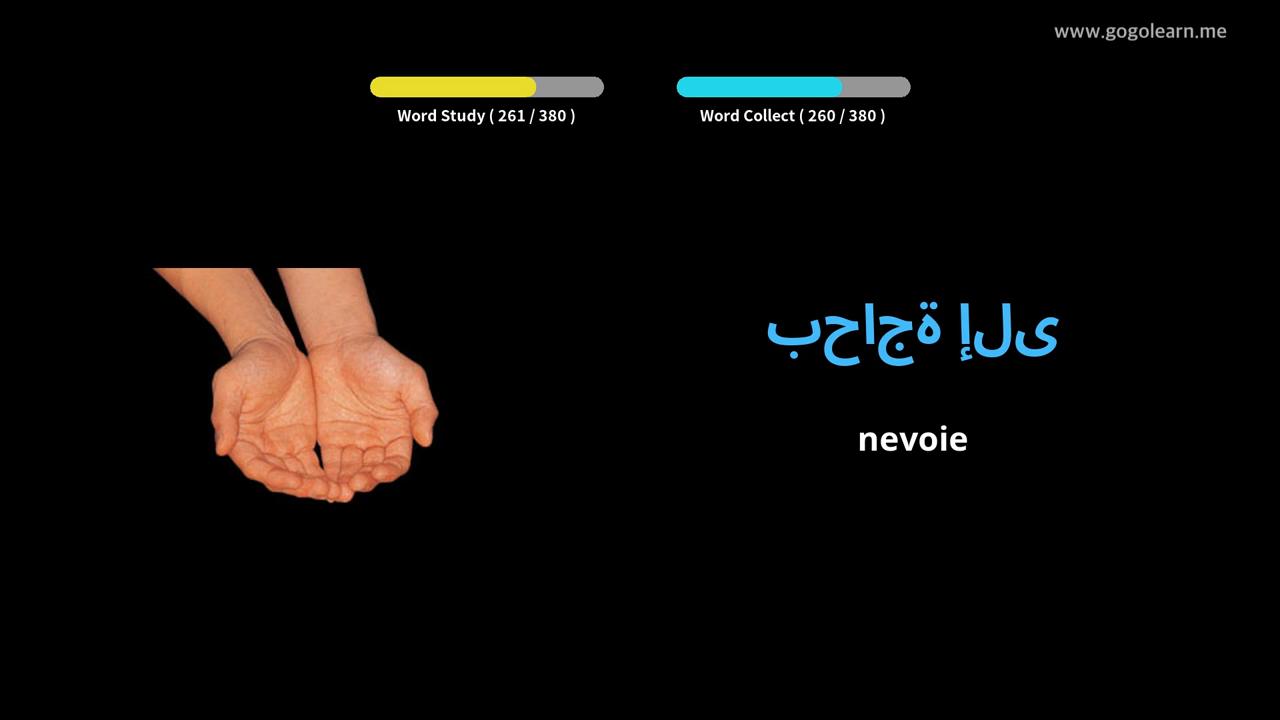 www.gogolearn.me
Word Study ( 261 / 380 )
Word Collect ( 260 / 380 )
بحاجة إلى
nevoie